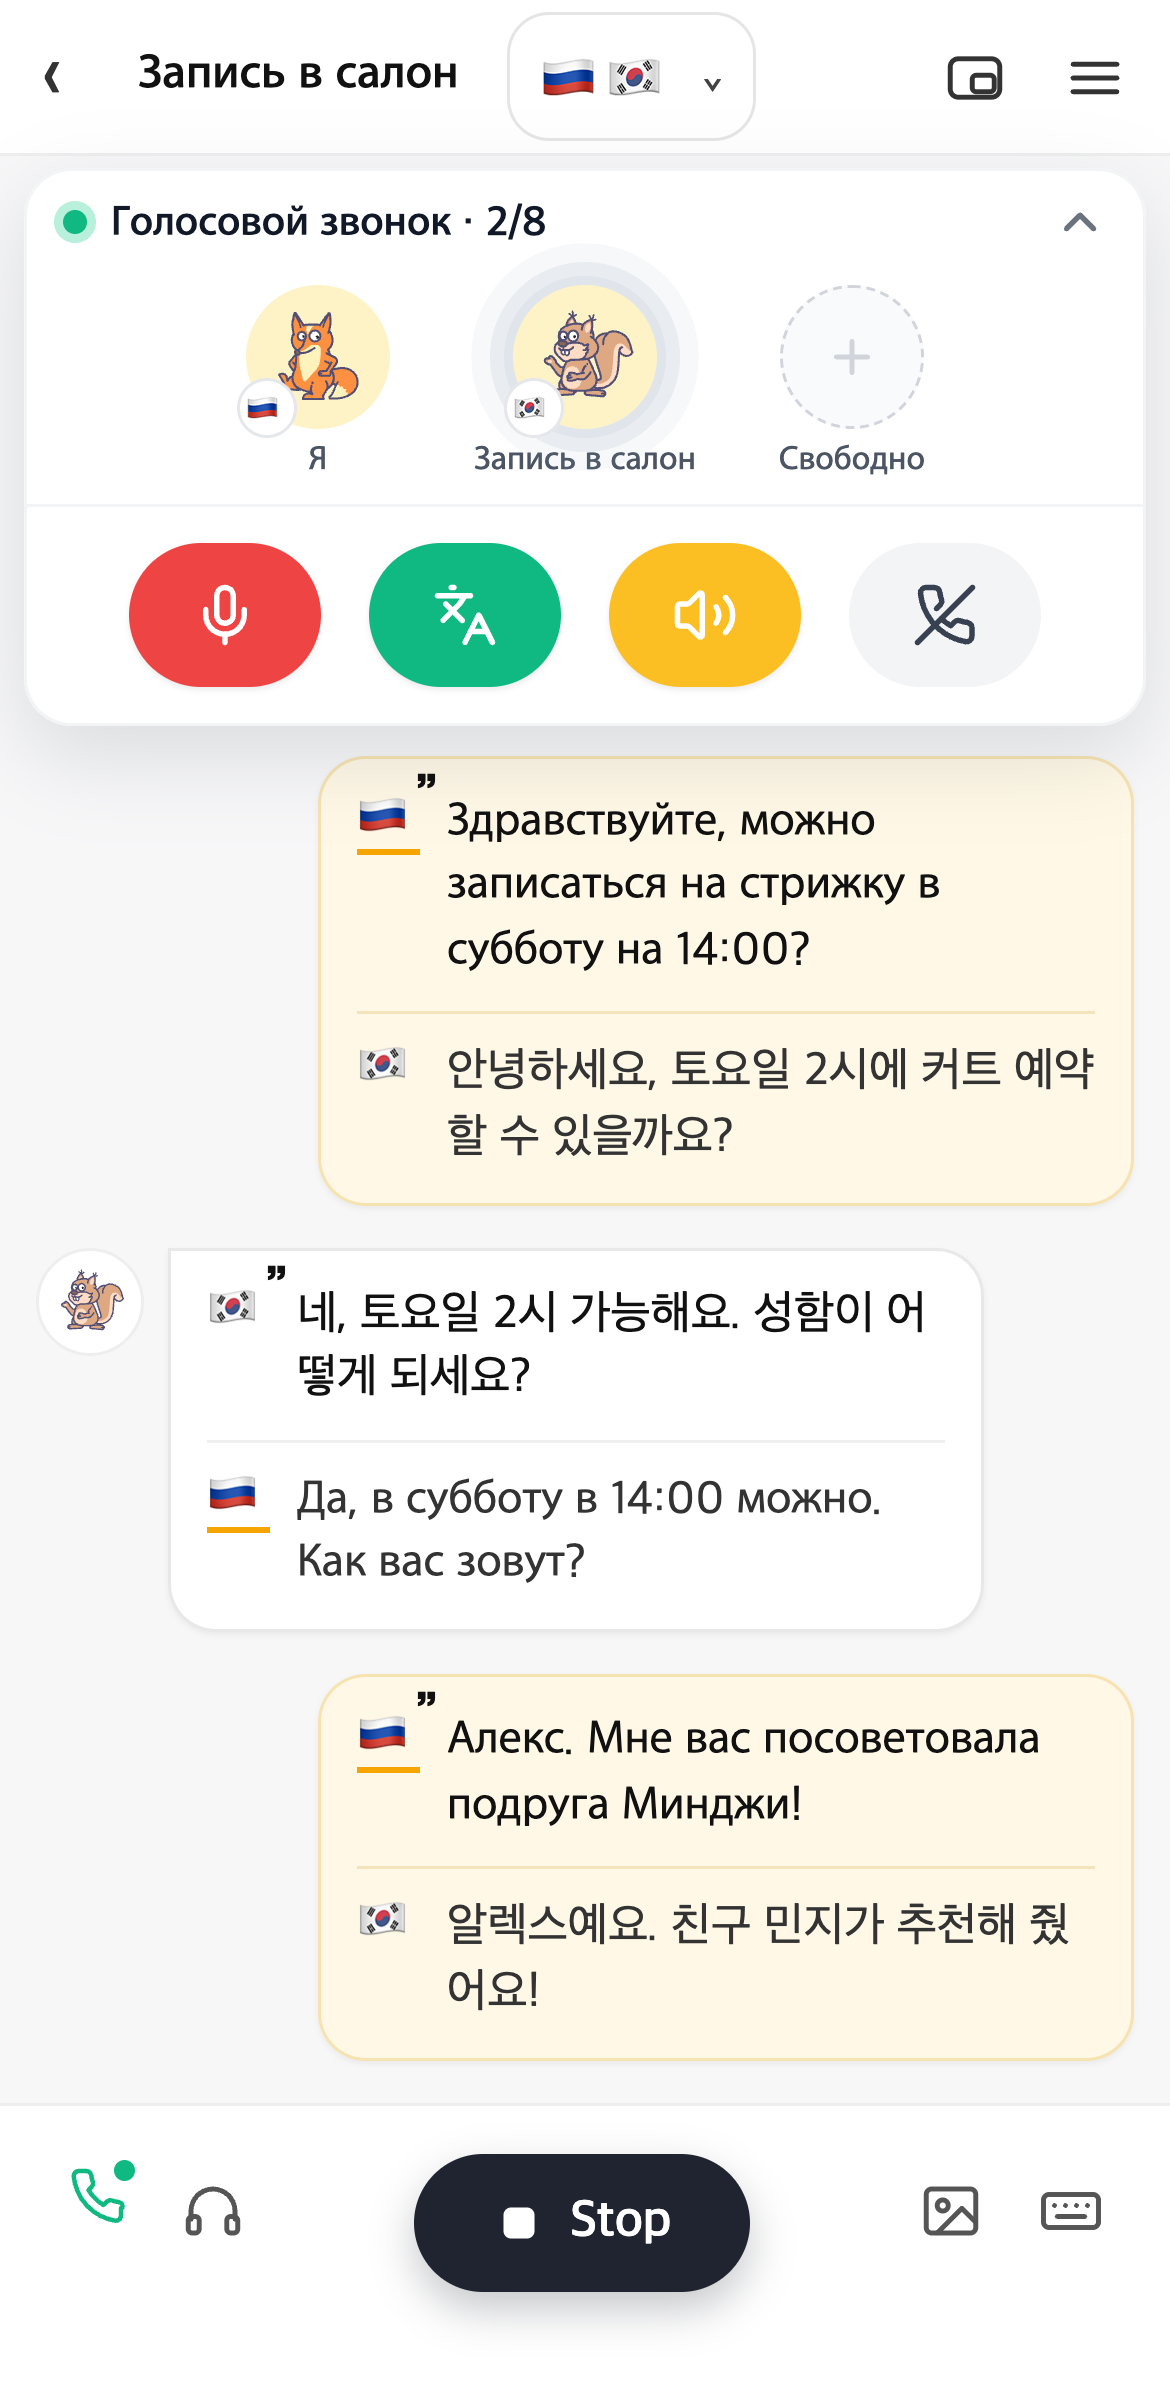 Запись в салон
Голосовой звонок · 2/8
Я
Запись в салон
Свободно
Здравствуйте, можно
записаться на стрижку в
субботу на 14:00?
안녕하세요, 토요일 2시에 커트 예약
할 수 있을까요?
네, 토요일 2시 가능해요. 성함이 어
떻게 되세요?
Да, в субботу в 14:00 можно.
Как вас зовут?
Алекс. Мне вас посоветовала
подруга Минджи!
알렉스예요. 친구 민지가 추천해 줬
어요!
Stop